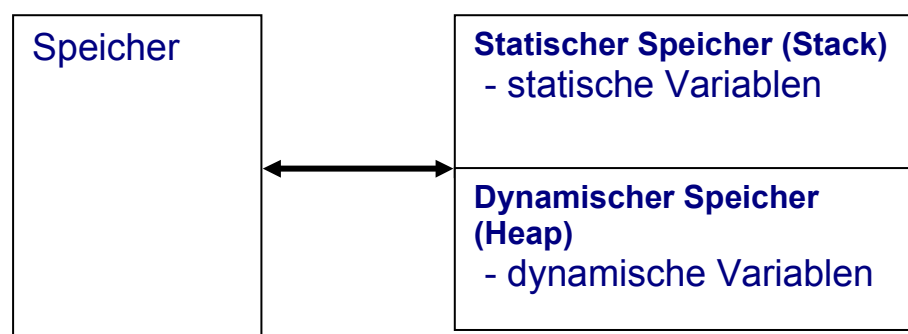 Speicher
Statischer Speicher (Stack)
- statische Variablen
Dynamischer Speicher
(Heap)
- dynamische Variablen